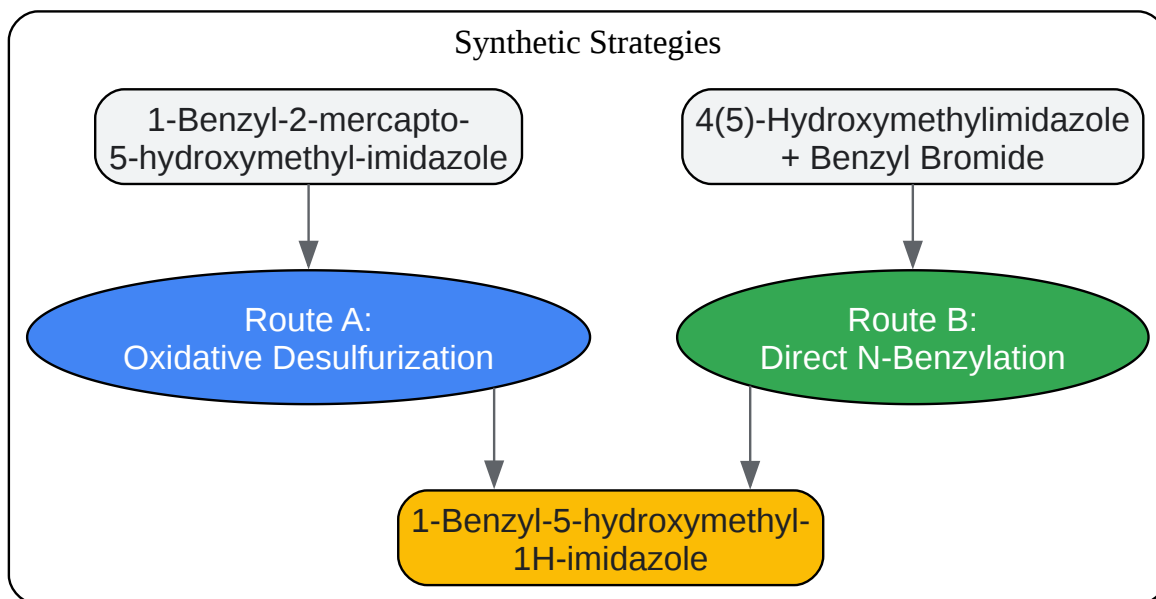 Synthetic Strategies
1-Benzyl-2-mercapto-
5-hydroxymethyl-imidazole
4(5)-Hydroxymethylimidazole
+ Benzyl Bromide
Route A:
Oxidative Desulfurization
Route B:
Direct N-Benzylation
1-Benzyl-5-hydroxymethyl-
1H-imidazole